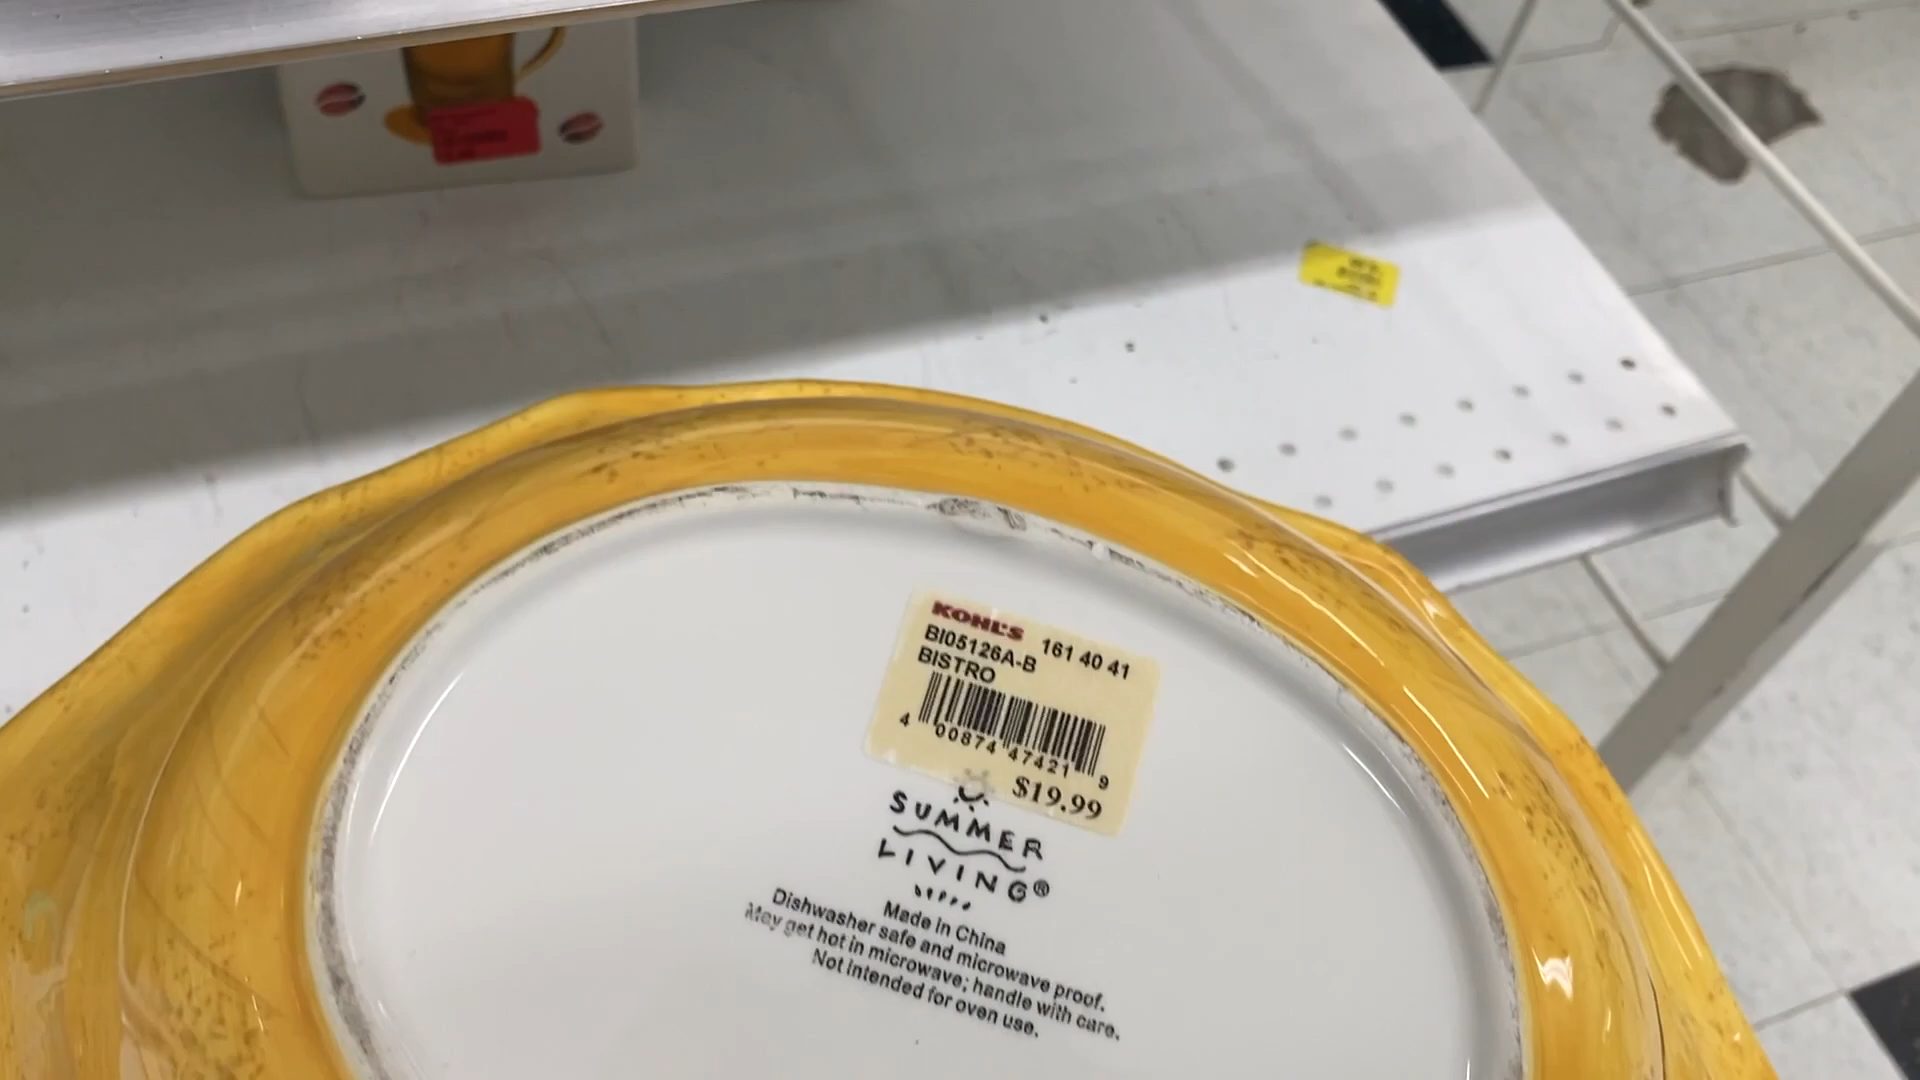 KOHL'S
161 40 41
BI05126A-B
BISTRO
4 00874 47421 9
$19.99
SUMMER
LIVING®
Made in China
Dishwasher safe and microwave proof.
May get hot in microwave; handle with care.
Not intended for oven use.